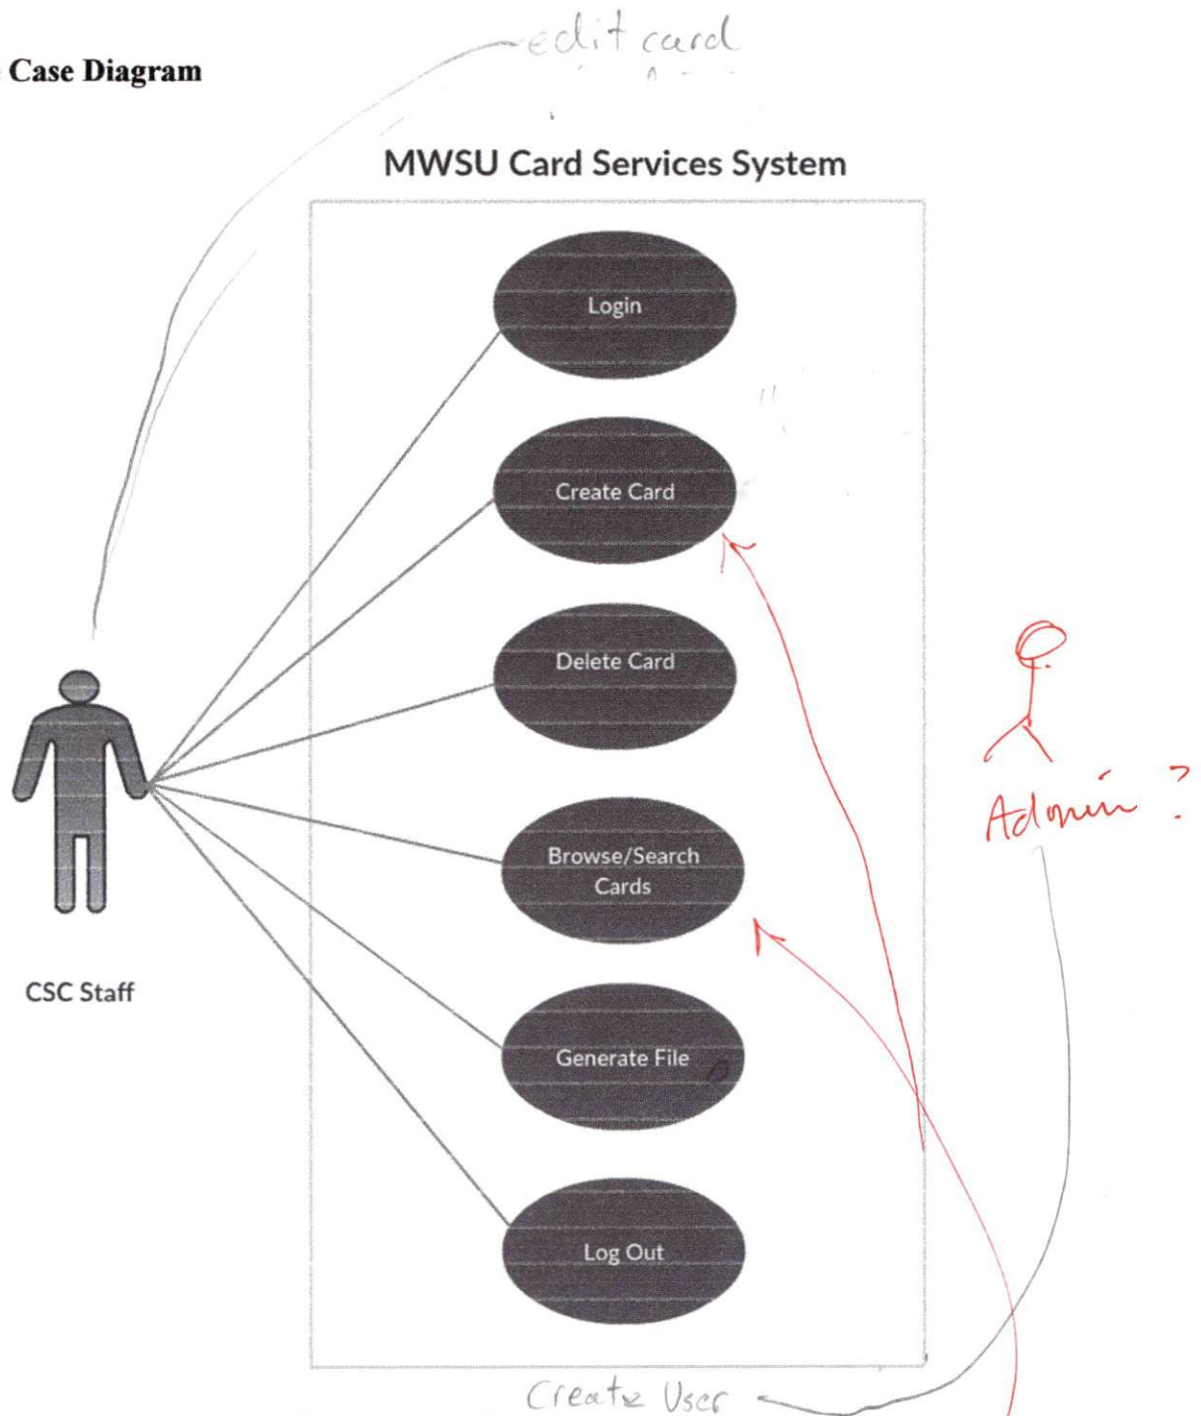 edit card
Case Diagram
MWSU Card Services System
Login
Create Card
Delete Card
Admin ?
Browse/Search
Cards
CSC Staff
Generate File
Log Out
Create User